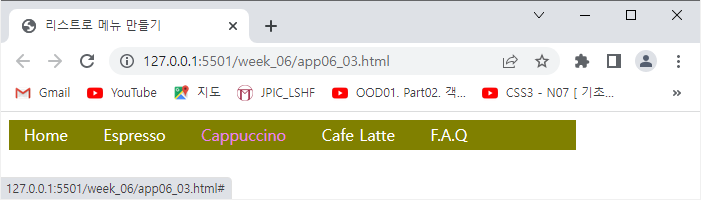 리스트로 메뉴 만들기
127.0.0.1:5501/week_06/app06_03.html
Gmail YouTube 지도 JPIC_LSHF OOD01. Part02. 객... CSS3 - N07 [ 기초...
Home Espresso Cappuccino Cafe Latte F.A.Q
127.0.0.1:5501/week_06/app06_03.html#